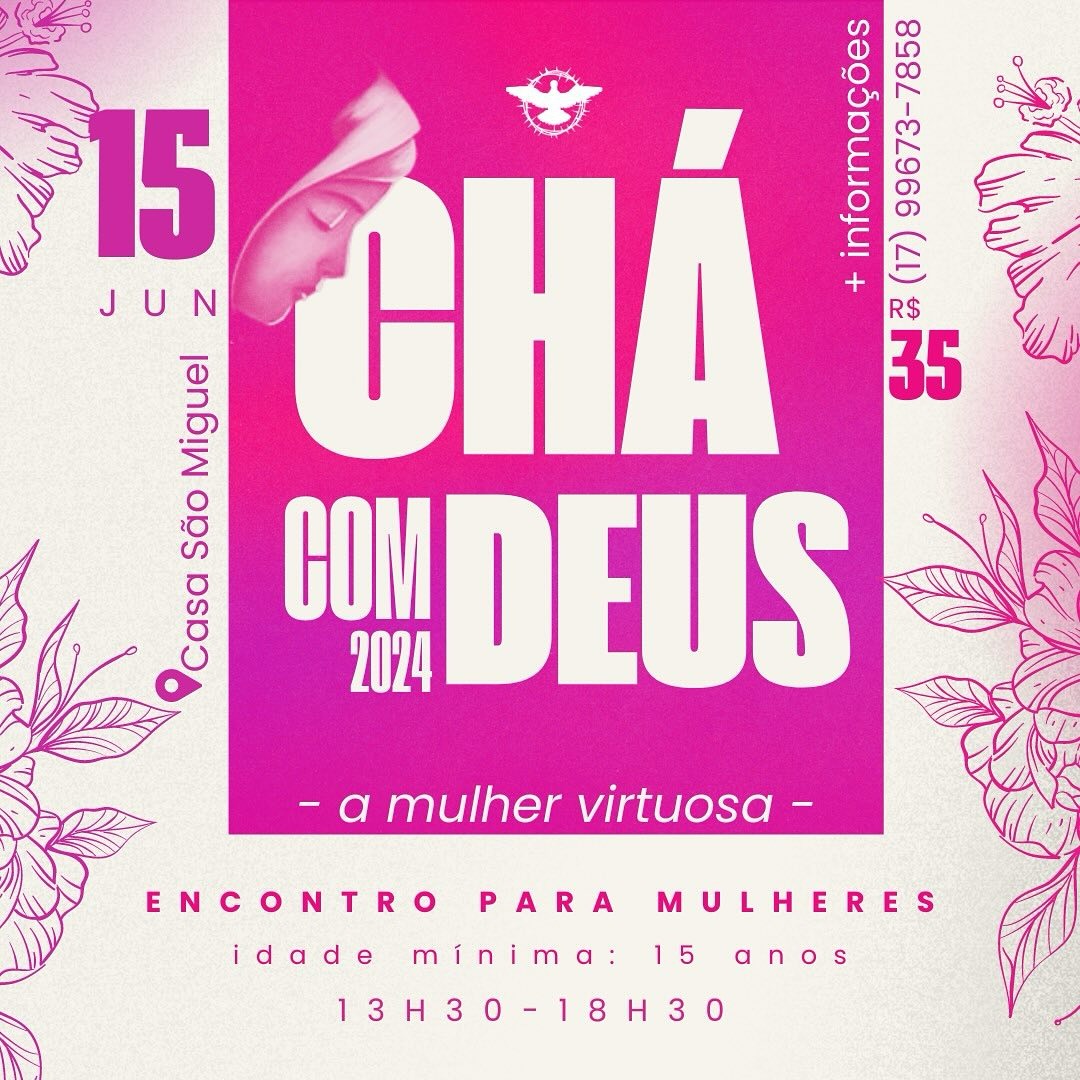 15
JUN
Casa São Miguel
CHÁ
COM DEUS
2024
- a mulher virtuosa -
+ informações
(17) 99673-7858
R$
35
ENCONTRO PARA MULHERES
idade mínima: 15 anos
13H30-18H30